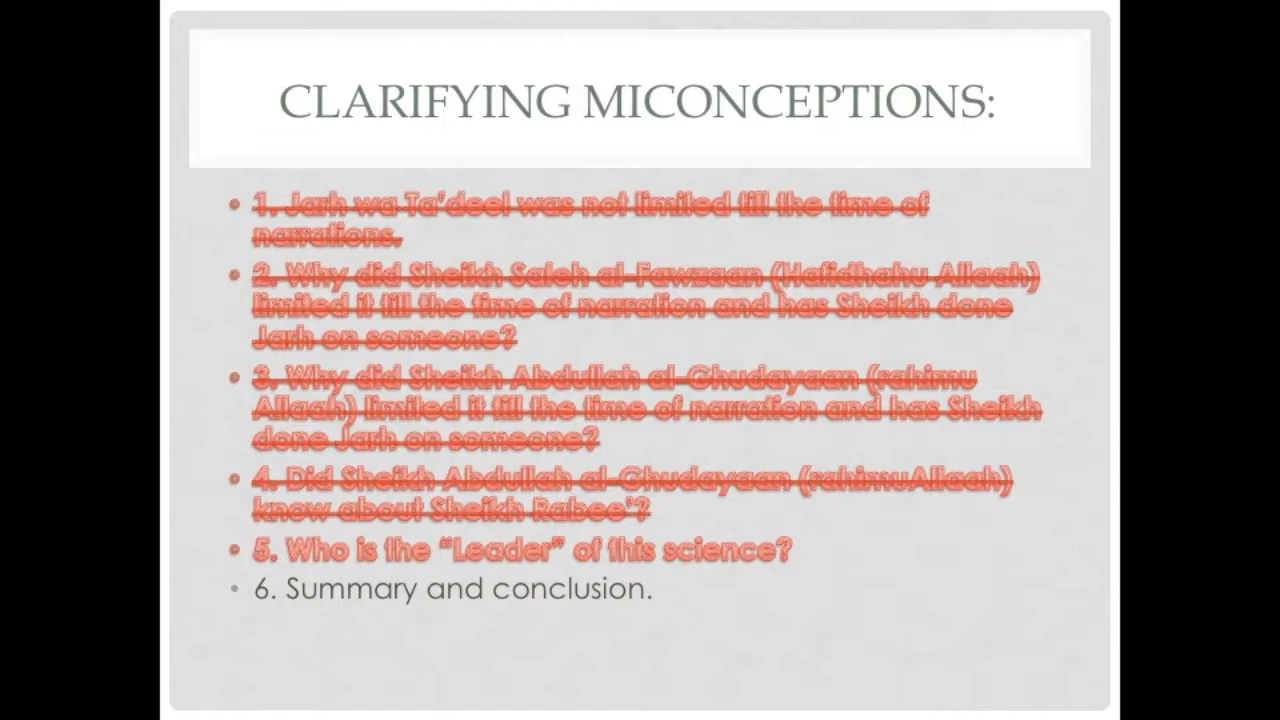 CLARIFYING MICONCEPTIONS:
• 1. Jarh wa Ta'deel was not limited till the time of
narrations.
• 2. Why did Sheikh Saleh al-Fawzaan (Hafidhahu Allaah)
limited it till the time of narration and has Sheikh done
Jarh on someone?
• 3. Why did Sheikh Abdullah al-Ghudayaan (rahimu
Allaah) limited it till the time of narration and has Sheikh
done Jarh on someone?
• 4. Did Sheikh Abdullah al-Ghudayaan (rahimuAllaah)
know about Sheikh Rabee'?
• 5. Who is the “Leader” of this science?
• 6. Summary and conclusion.